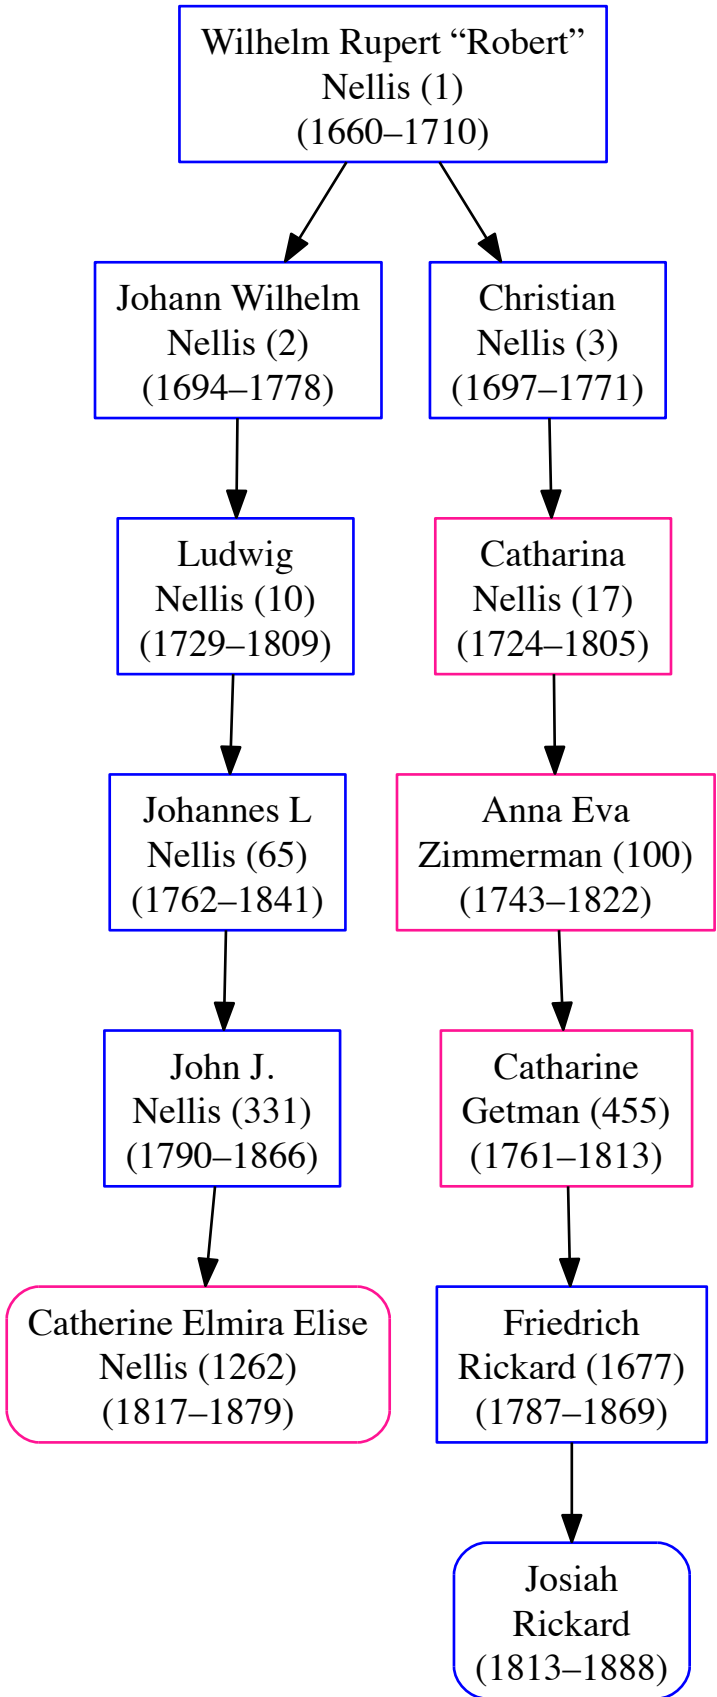 Wilhelm Rupert “Robert”
Nellis (1)
(1660–1710)
Johann Wilhelm
Nellis (2)
(1694–1778)
Christian
Nellis (3)
(1697–1771)
Ludwig
Nellis (10)
(1729–1809)
Catharina
Nellis (17)
(1724–1805)
Johannes L
Nellis (65)
(1762–1841)
Anna Eva
Zimmerman (100)
(1743–1822)
John J.
Nellis (331)
(1790–1866)
Catharine
Getman (455)
(1761–1813)
Catherine Elmira Elise
Nellis (1262)
(1817–1879)
Friedrich
Rickard (1677)
(1787–1869)
Josiah
Rickard
(1813–1888)